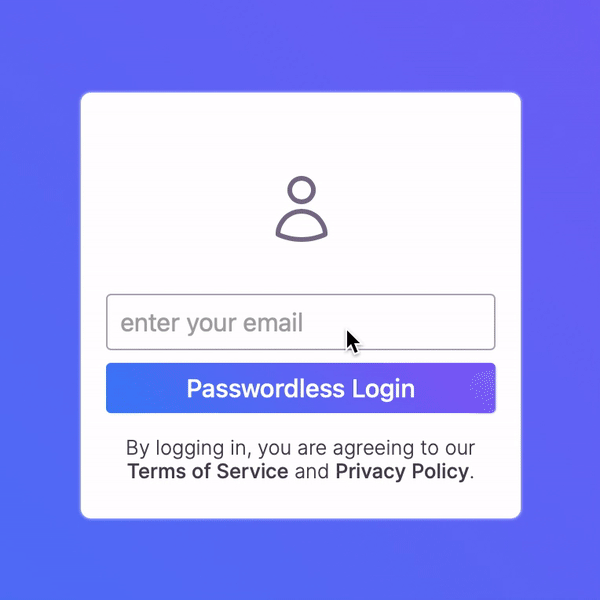 enter your email
Passwordless Login
By logging in, you are agreeing to our
Terms of Service and Privacy Policy.